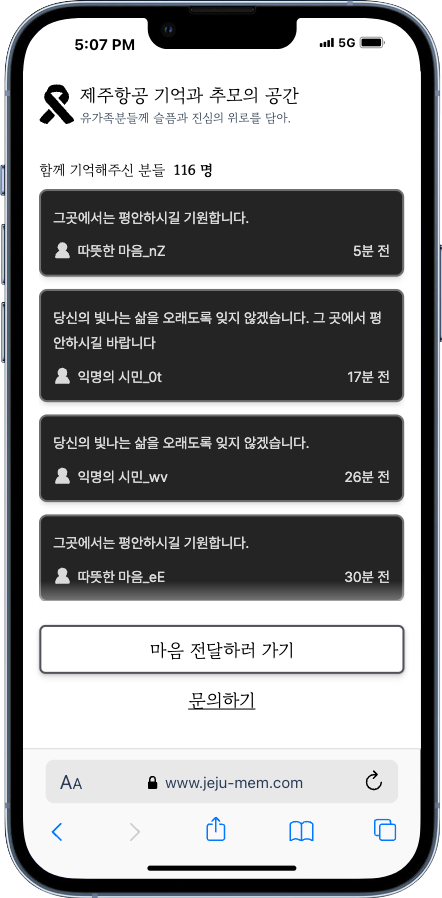 5:07 PM
5G
제주항공 기억과 추모의 공간
유가족분들께 슬픔과 진심의 위로를 담아.
함께 기억해주신 분들 116 명
그곳에서는 평안하시길 기원합니다.
따뜻한 마음_nZ 5분 전
당신의 빛나는 삶을 오래도록 잊지 않겠습니다. 그 곳에서 평
안하시길 바랍니다
익명의 시민_0t 17분 전
당신의 빛나는 삶을 오래도록 잊지 않겠습니다.
익명의 시민_wv 26분 전
그곳에서는 평안하시길 기원합니다.
따뜻한 마음_eE 30분 전
마음 전달하러 가기
문의하기
AA www.jeju-mem.com